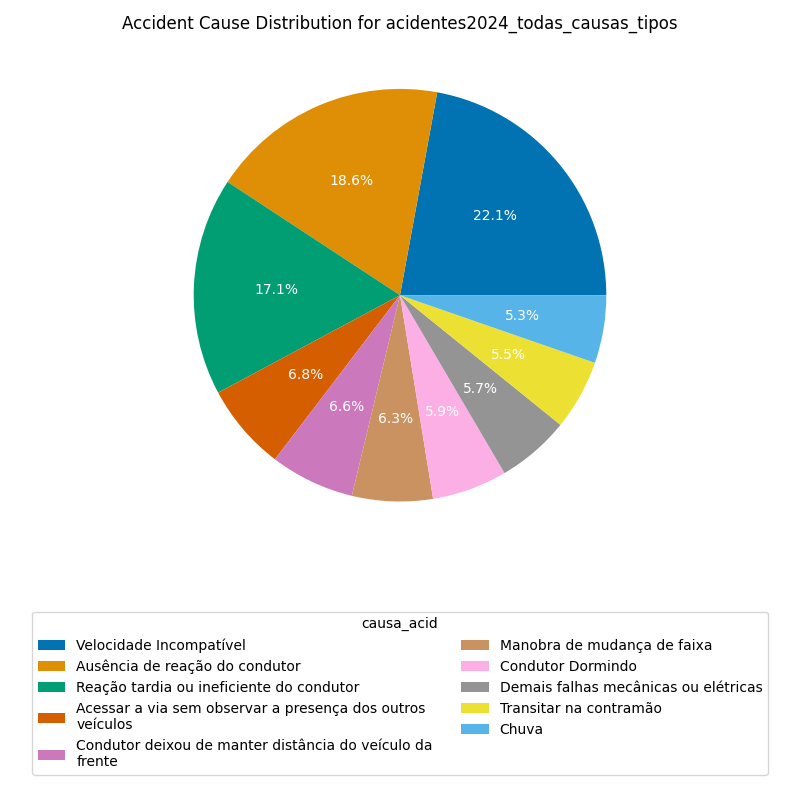 Accident Cause Distribution for acidentes2024_todas_causas_tipos
22.1%
18.6%
17.1%
6.8%
6.6%
6.3%
5.9%
5.7%
5.5%
5.3%
causa_acid
Velocidade Incompatível
Ausência de reação do condutor
Reação tardia ou ineficiente do condutor
Acessar a via sem observar a presença dos outros
veículos
Condutor deixou de manter distância do veículo da
frente
Manobra de mudança de faixa
Condutor Dormindo
Demais falhas mecânicas ou elétricas
Transitar na contramão
Chuva